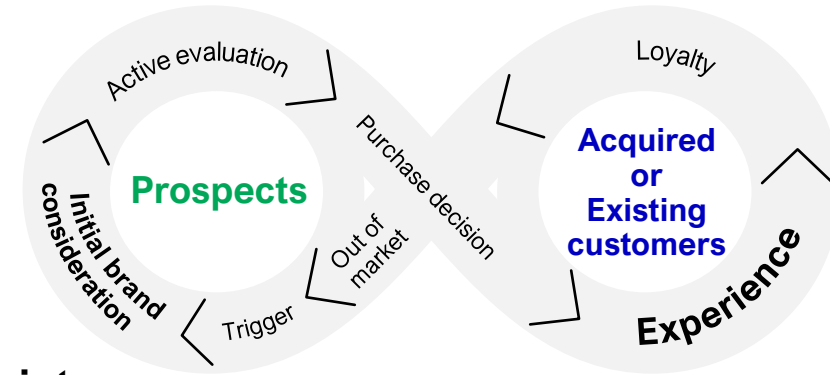 Active evaluation
Loyalty
Purchase decision
Prospects
Acquired
or
Existing
customers
Initial brand
consideration
Out of
market
Trigger
Experience